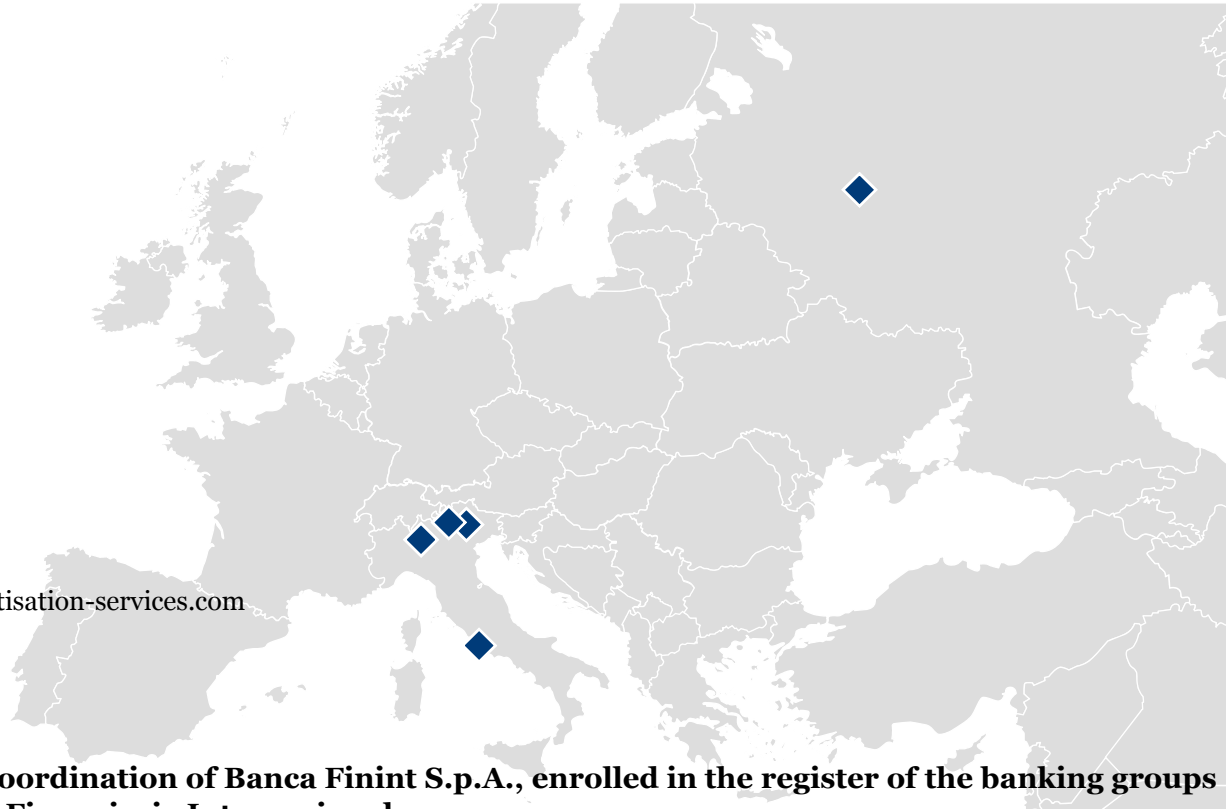 tisation-services.com
oordination of Banca Finint S.p.A., enrolled in the register of the banking groups